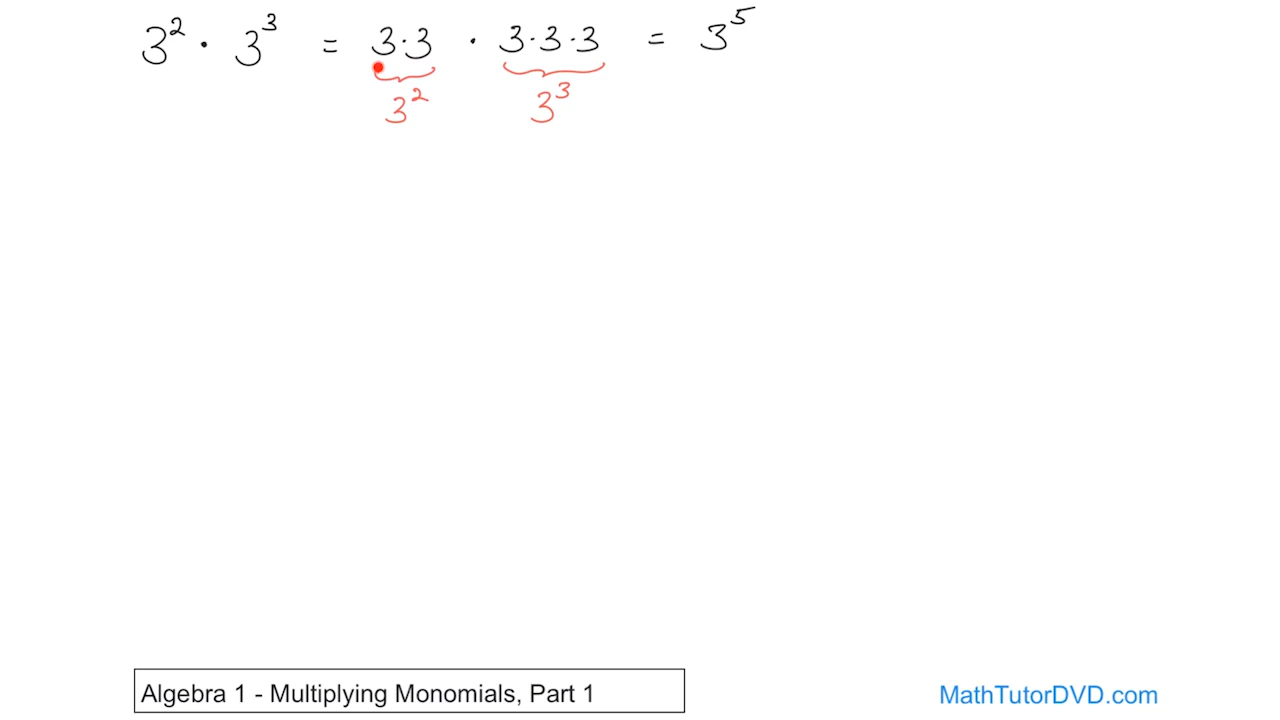 3² · 3³ = 3·3 · 3·3·3 = 3⁵
3² 3³
Algebra 1 - Multiplying Monomials, Part 1
MathTutorDVD.com